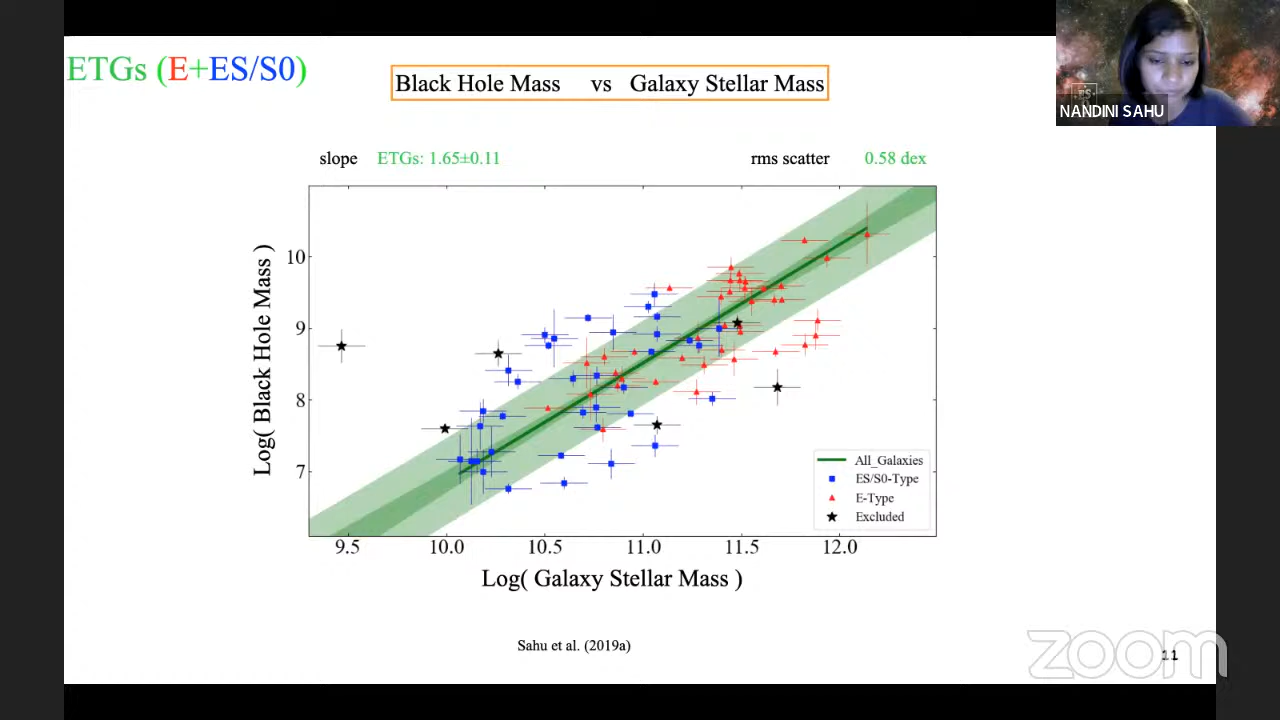 ETGs (E+ES/S0)
Black Hole Mass vs Galaxy Stellar Mass
NANDINI SAHU
slope ETGs: 1.65±0.11 rms scatter 0.58 dex
Log( Black Hole Mass )
10
9
8
7
All_Galaxies
ES/S0-Type
E-Type
Excluded
9.5 10.0 10.5 11.0 11.5 12.0
Log( Galaxy Stellar Mass )
Sahu et al. (2019a)
zoom
11